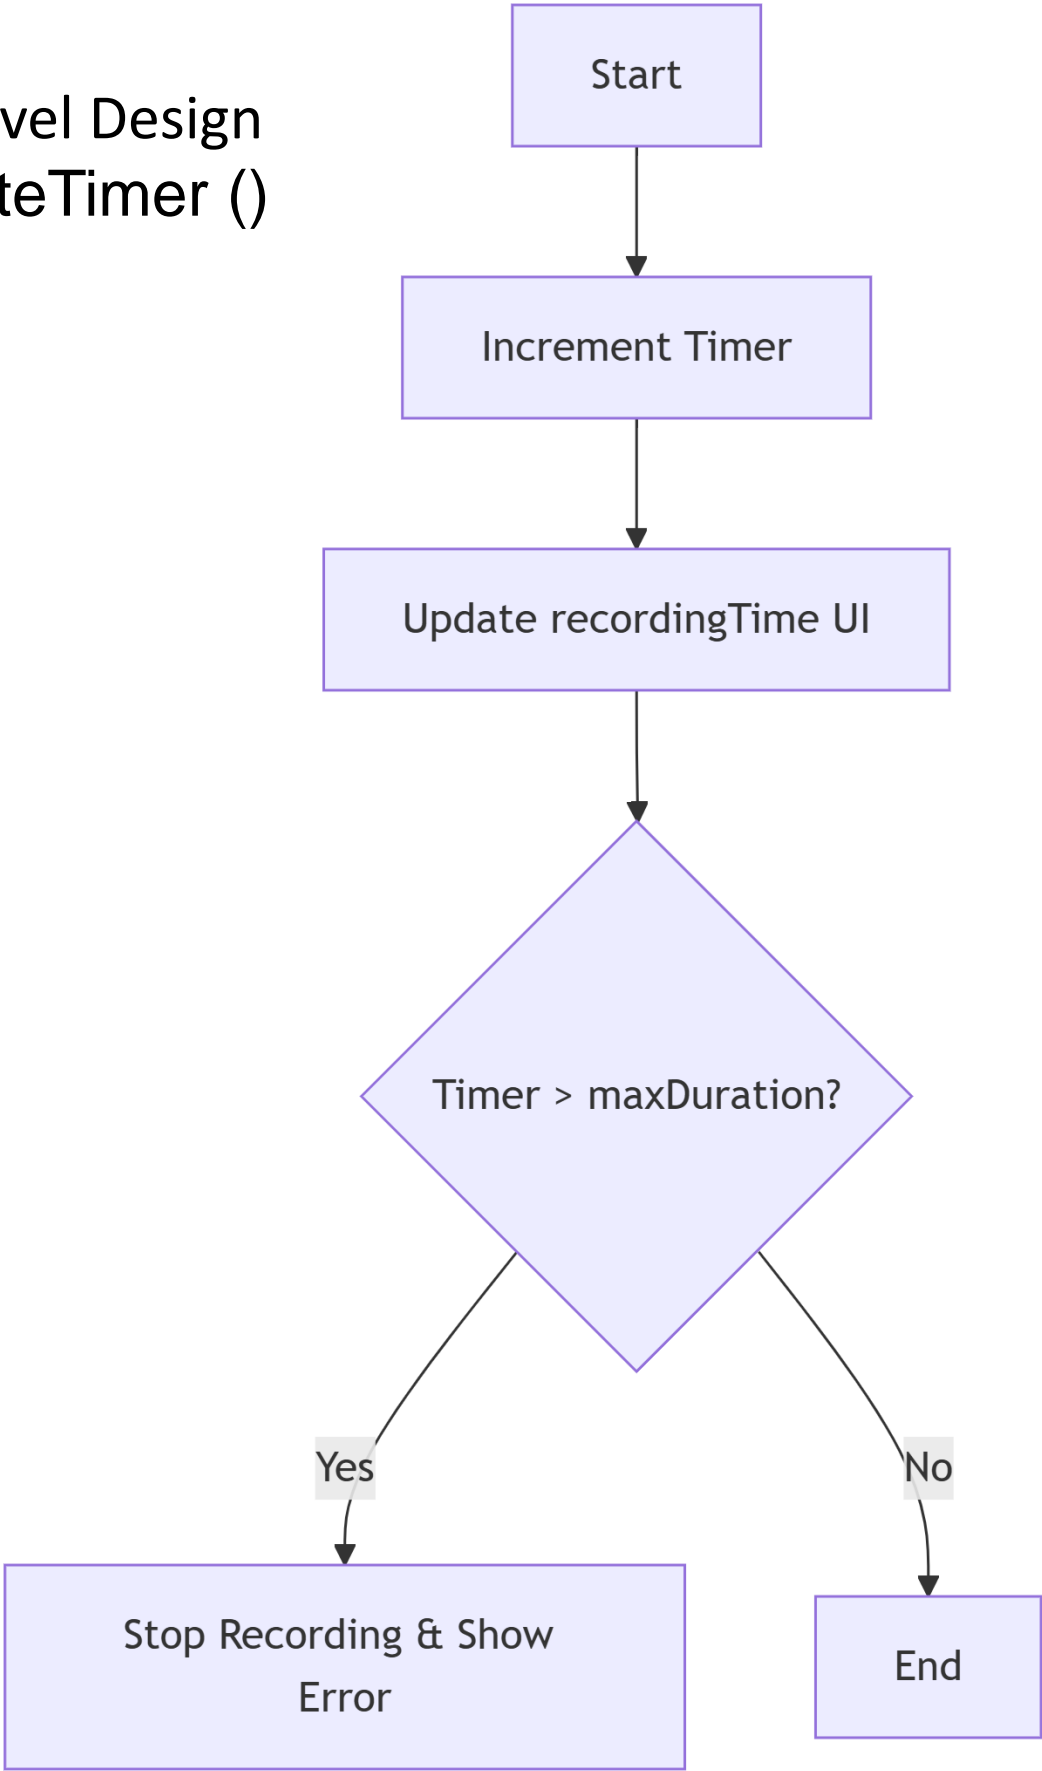 vel Design
teTimer ()
Start
Increment Timer
Update recordingTime UI
Timer > maxDuration?
Yes
No
Stop Recording & Show
Error
End